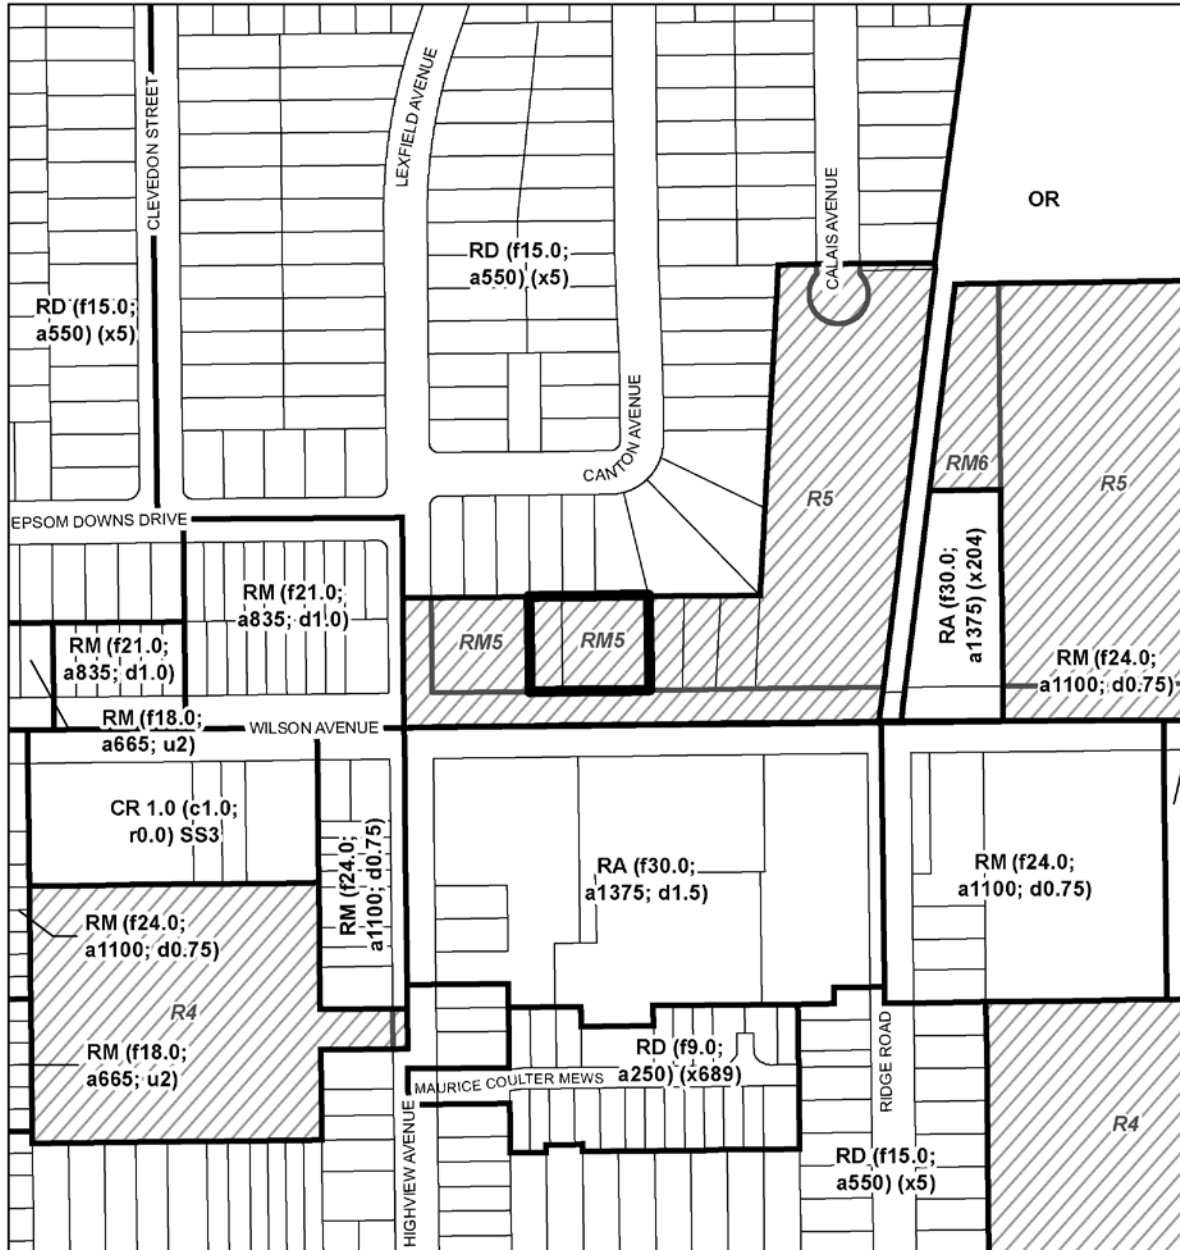 CLEVEDON STREET
LEXFIELD AVENUE
CALAIS AVENUE
OR
RD (f15.0;
a550) (x5)
RD (f15.0;
a550) (x5)
CANTON AVENUE
RM6
R5
R5
EPSOM DOWNS DRIVE
RA (f30.0;
a1375) (x204)
RM (f21.0;
a835; d1.0)
RM5
RM5
RM (f21.0;
a835; d1.0)
RM (f24.0;
a1100; d0.75)
RM (f18.0;
a665; u2)
WILSON AVENUE
CR 1.0 (c1.0;
r0.0) SS3
RM (f24.0;
a1100; d0.75)
RA (f30.0;
a1375; d1.5)
RM (f24.0;
a1100; d0.75)
RM (f24.0;
a1100; d0.75)
R4
RM (f18.0;
a665; u2)
RD (f9.0;
a250) (x689)
MAURICE COULTER MEWS
RIDGE ROAD
HIGHVIEW AVENUE
R4
RD (f15.0;
a550) (x5)